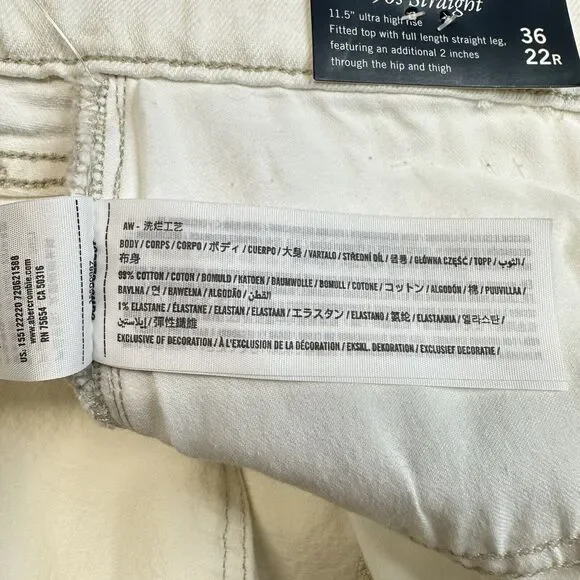 90s Straight
11.5" ultra high rise
Fitted top with full length straight leg,
featuring an additional 2 inches
through the hip and thigh
36
22R
AW - 洗烂工艺
BODY / CORPS / CORPO / ボディ / CUERPO / 大身 / VARTALO / STŘEDNÍ DÍL / 몸통 / GŁÓWNA CZĘŚĆ / TOPP / الثوب /
布身
99% COTTON / COTON / BOMULD / KATOEN / BAUMWOLLE / BOMULL / COTONE / コットン / ALGODÓN / 棉 / PUUVILLAA /
BAVLNA / 면 / BAWEŁNA / ALGODÃO / القطن
1% ELASTANE / ÉLASTANE / ELASTAN / ELASTAAN / エラスタン / ELASTANO / 氨纶 / ELASTAANIA / 엘라스탄 /
إيلاستين / 彈性纖維
EXCLUSIVE OF DECORATION / À L'EXCLUSION DE LA DÉCORATION / EKSKL. DEKORATION / EXCLUSIEF DECORATIE /
US: 155122220 720621588
www.abercrombie.com
RN 75654 CA 50316